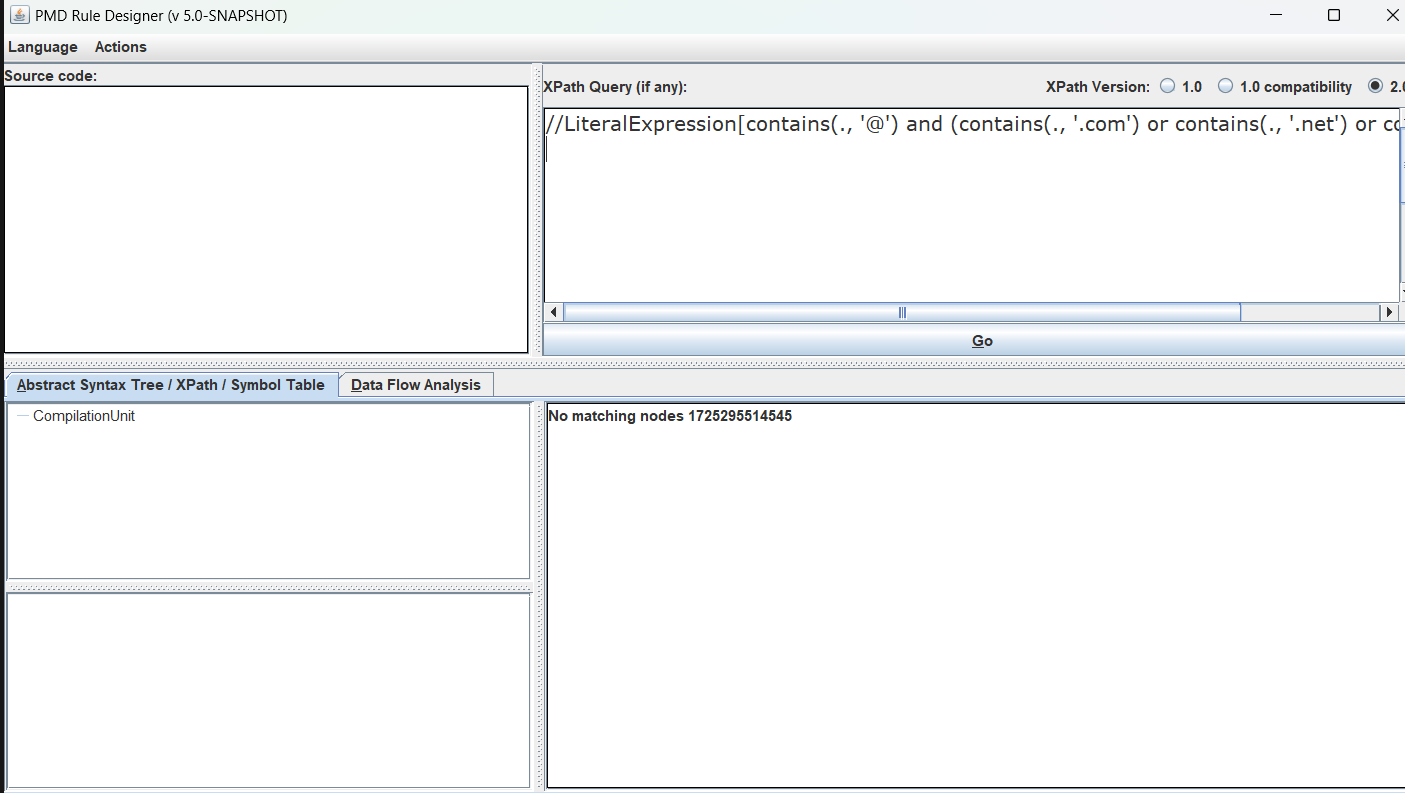 PMD Rule Designer (v 5.0-SNAPSHOT)
Language Actions
Source code:
XPath Query (if any):
XPath Version: 1.0 1.0 compatibility 2.0
//LiteralExpression[contains(., '@') and (contains(., '.com') or contains(., '.net') or co
Go
Abstract Syntax Tree / XPath / Symbol Table
Data Flow Analysis
CompilationUnit
No matching nodes 1725295514545